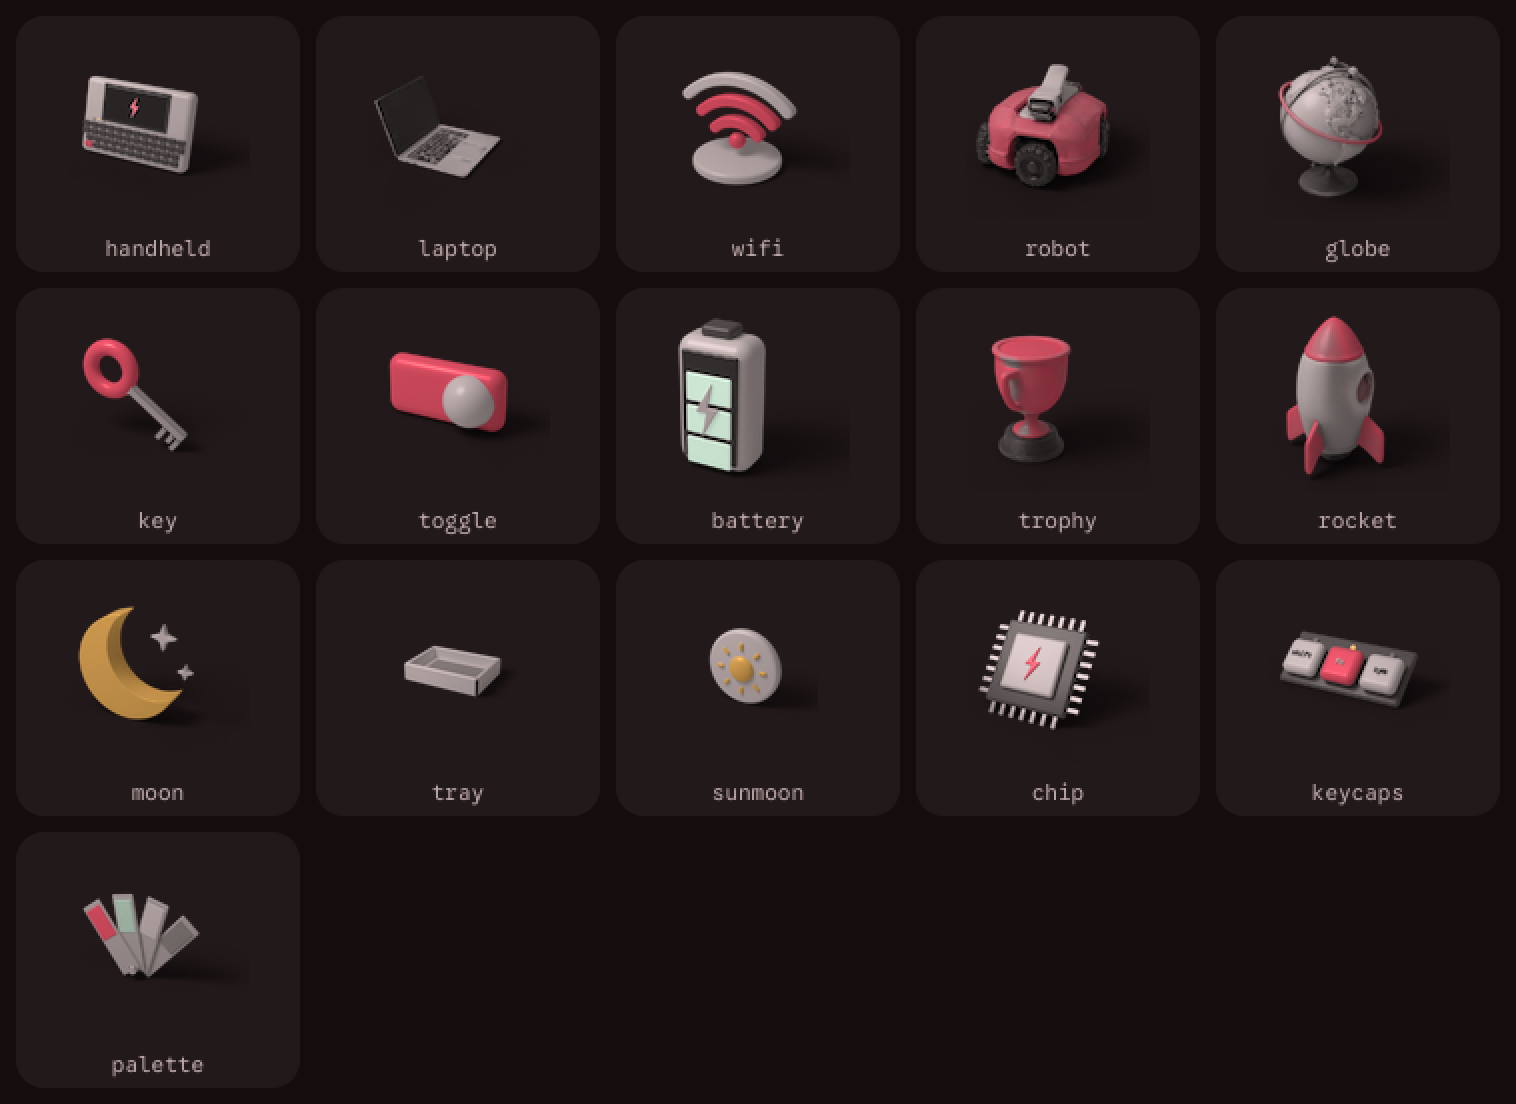 handheld
laptop
wifi
robot
globe
key
toggle
battery
trophy
rocket
moon
tray
sunmoon
chip
keycaps
palette